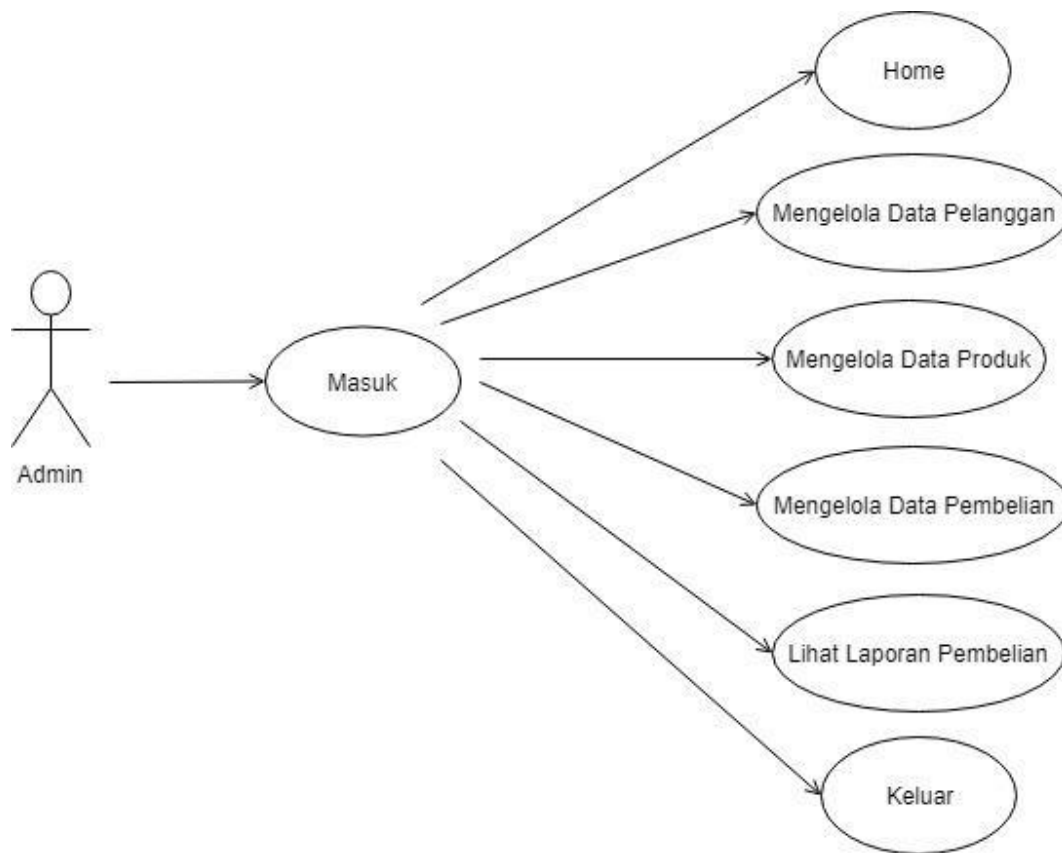 Home
Mengelola Data Pelanggan
Mengelola Data Produk
Masuk
Admin
Mengelola Data Pembelian
Lihat Laporan Pembelian
Keluar